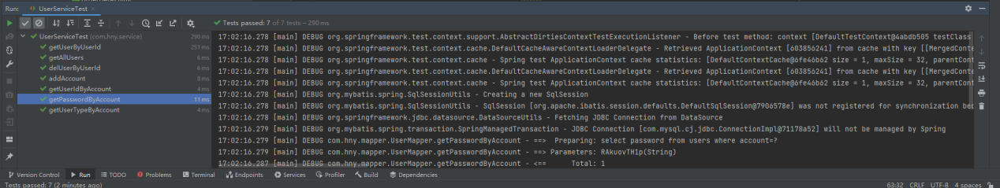 Run: UserServiceTest ×
Tests passed: 7 of 7 tests – 290 ms
UserServiceTest (com.hny.service) 290 ms
getUserByUserId 251 ms
getAllUsers 6 ms
delUserByUserId 6 ms
addAccount 8 ms
getUserIdByAccount 4 ms
getPasswordByAccount 11 ms
getUserTypeByAccount 4 ms
17:02:16.278 [main] DEBUG org.springframework.test.context.support.AbstractDirtiesContextTestExecutionListener - Before test method: context [DefaultTestContext@4abdb505 testClass
17:02:16.278 [main] DEBUG org.springframework.test.context.cache.DefaultCacheAwareContextLoaderDelegate - Retrieved ApplicationContext [603856241] from cache with key [[MergedConte
17:02:16.278 [main] DEBUG org.springframework.test.context.cache - Spring test ApplicationContext cache statistics: [DefaultContextCache@6fe46b62 size = 1, maxSize = 32, parentCont
17:02:16.278 [main] DEBUG org.springframework.test.context.cache.DefaultCacheAwareContextLoaderDelegate - Retrieved ApplicationContext [603856241] from cache with key [[MergedConte
17:02:16.278 [main] DEBUG org.springframework.test.context.cache - Spring test ApplicationContext cache statistics: [DefaultContextCache@6fe46b62 size = 1, maxSize = 32, parentCont
17:02:16.278 [main] DEBUG org.mybatis.spring.SqlSessionUtils - Creating a new SqlSession
17:02:16.278 [main] DEBUG org.mybatis.spring.SqlSessionUtils - SqlSession [org.apache.ibatis.session.defaults.DefaultSqlSession@7906578e] was not registered for synchronization bec
17:02:16.278 [main] DEBUG org.springframework.jdbc.datasource.DataSourceUtils - Fetching JDBC Connection from DataSource
17:02:16.279 [main] DEBUG org.mybatis.spring.transaction.SpringManagedTransaction - JDBC Connection [com.mysql.cj.jdbc.ConnectionImpl@71178a52] will not be managed by Spring
17:02:16.279 [main] DEBUG com.hny.mapper.UserMapper.getPasswordByAccount - ==>  Preparing: select password from users where account=?
17:02:16.279 [main] DEBUG com.hny.mapper.UserMapper.getPasswordByAccount - ==> Parameters: RAkuovTH1p(String)
17:02:16.287 [main] DEBUG com.hny.mapper.UserMapper.getPasswordByAccount - <==      Total: 1
Version Control Run TODO Problems Terminal Endpoints Services Profiler Build Dependencies
Tests passed: 7 (2 minutes ago) 63:32 CRLF UTF-8 4 spaces